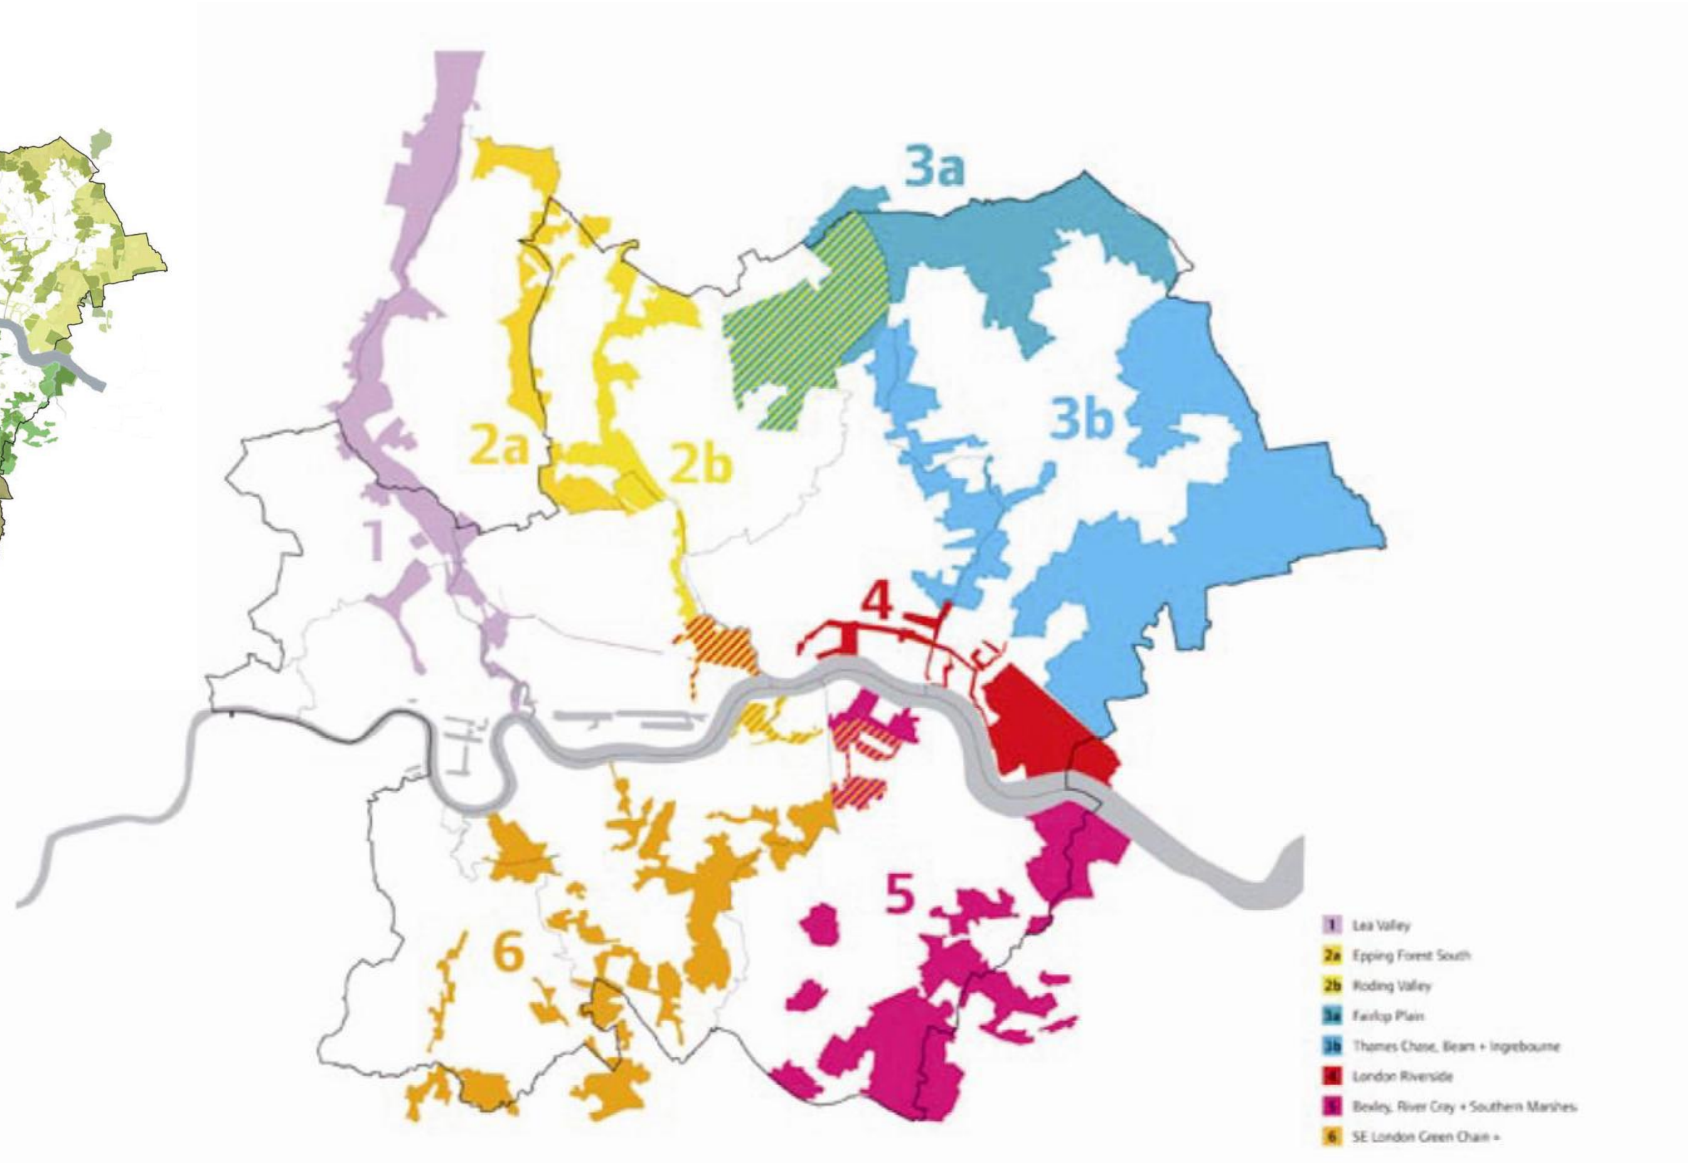 3a
3b
2a
2b
1
4
5
6
1 Lea Valley
2a Epping Forest South
2b Roding Valley
3a Fairlop Plain
3b Thames Chase, Beam + Ingrebourne
4 London Riverside
5 Bexley, River Cray + Southern Marshes
6 SE London Green Chain +